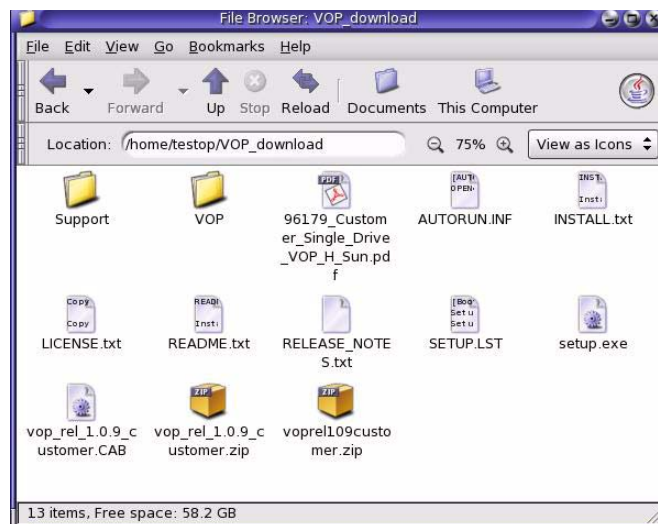 File Browser: VOP_download
File Edit View Go Bookmarks Help
Back Forward Up Stop Reload Documents This Computer
Location: /home/testop/VOP_download 75% View as Icons
Support VOP 96179_Custom AUTORUN.INF INSTALL.txt
er_Single_Drive
_VOP_H_Sun.pd
f
LICENSE.txt README.txt RELEASE_NOTE SETUP.LST setup.exe
S.txt
vop_rel_1.0.9_c vop_rel_1.0.9_c voprel109custo
ustomer.CAB ustomer.zip mer.zip
13 items, Free space: 58.2 GB